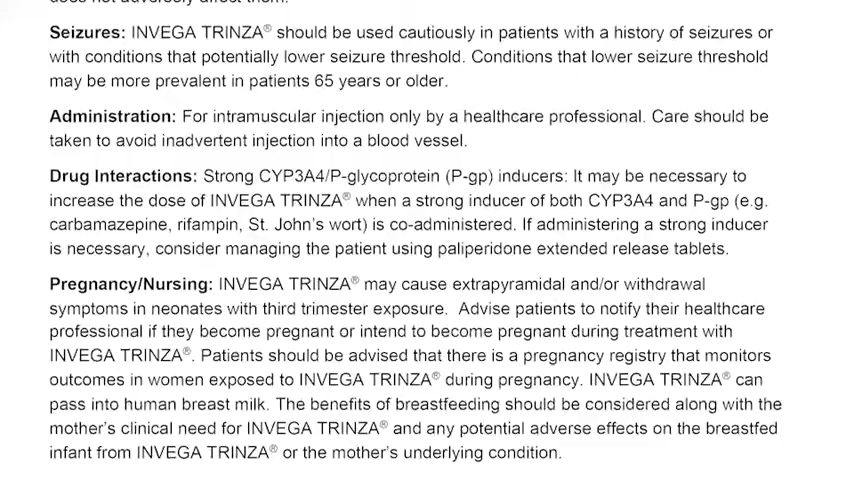 does not adversely affect them.
Seizures: INVEGA TRINZA® should be used cautiously in patients with a history of seizures or
with conditions that potentially lower seizure threshold. Conditions that lower seizure threshold
may be more prevalent in patients 65 years or older.
Administration: For intramuscular injection only by a healthcare professional. Care should be
taken to avoid inadvertent injection into a blood vessel.
Drug Interactions: Strong CYP3A4/P-glycoprotein (P-gp) inducers: It may be necessary to
increase the dose of INVEGA TRINZA® when a strong inducer of both CYP3A4 and P-gp (e.g.
carbamazepine, rifampin, St. John's wort) is co-administered. If administering a strong inducer
is necessary, consider managing the patient using paliperidone extended release tablets.
Pregnancy/Nursing: INVEGA TRINZA® may cause extrapyramidal and/or withdrawal
symptoms in neonates with third trimester exposure. Advise patients to notify their healthcare
professional if they become pregnant or intend to become pregnant during treatment with
INVEGA TRINZA®. Patients should be advised that there is a pregnancy registry that monitors
outcomes in women exposed to INVEGA TRINZA® during pregnancy. INVEGA TRINZA® can
pass into human breast milk. The benefits of breastfeeding should be considered along with the
mother's clinical need for INVEGA TRINZA® and any potential adverse effects on the breastfed
infant from INVEGA TRINZA® or the mother's underlying condition.